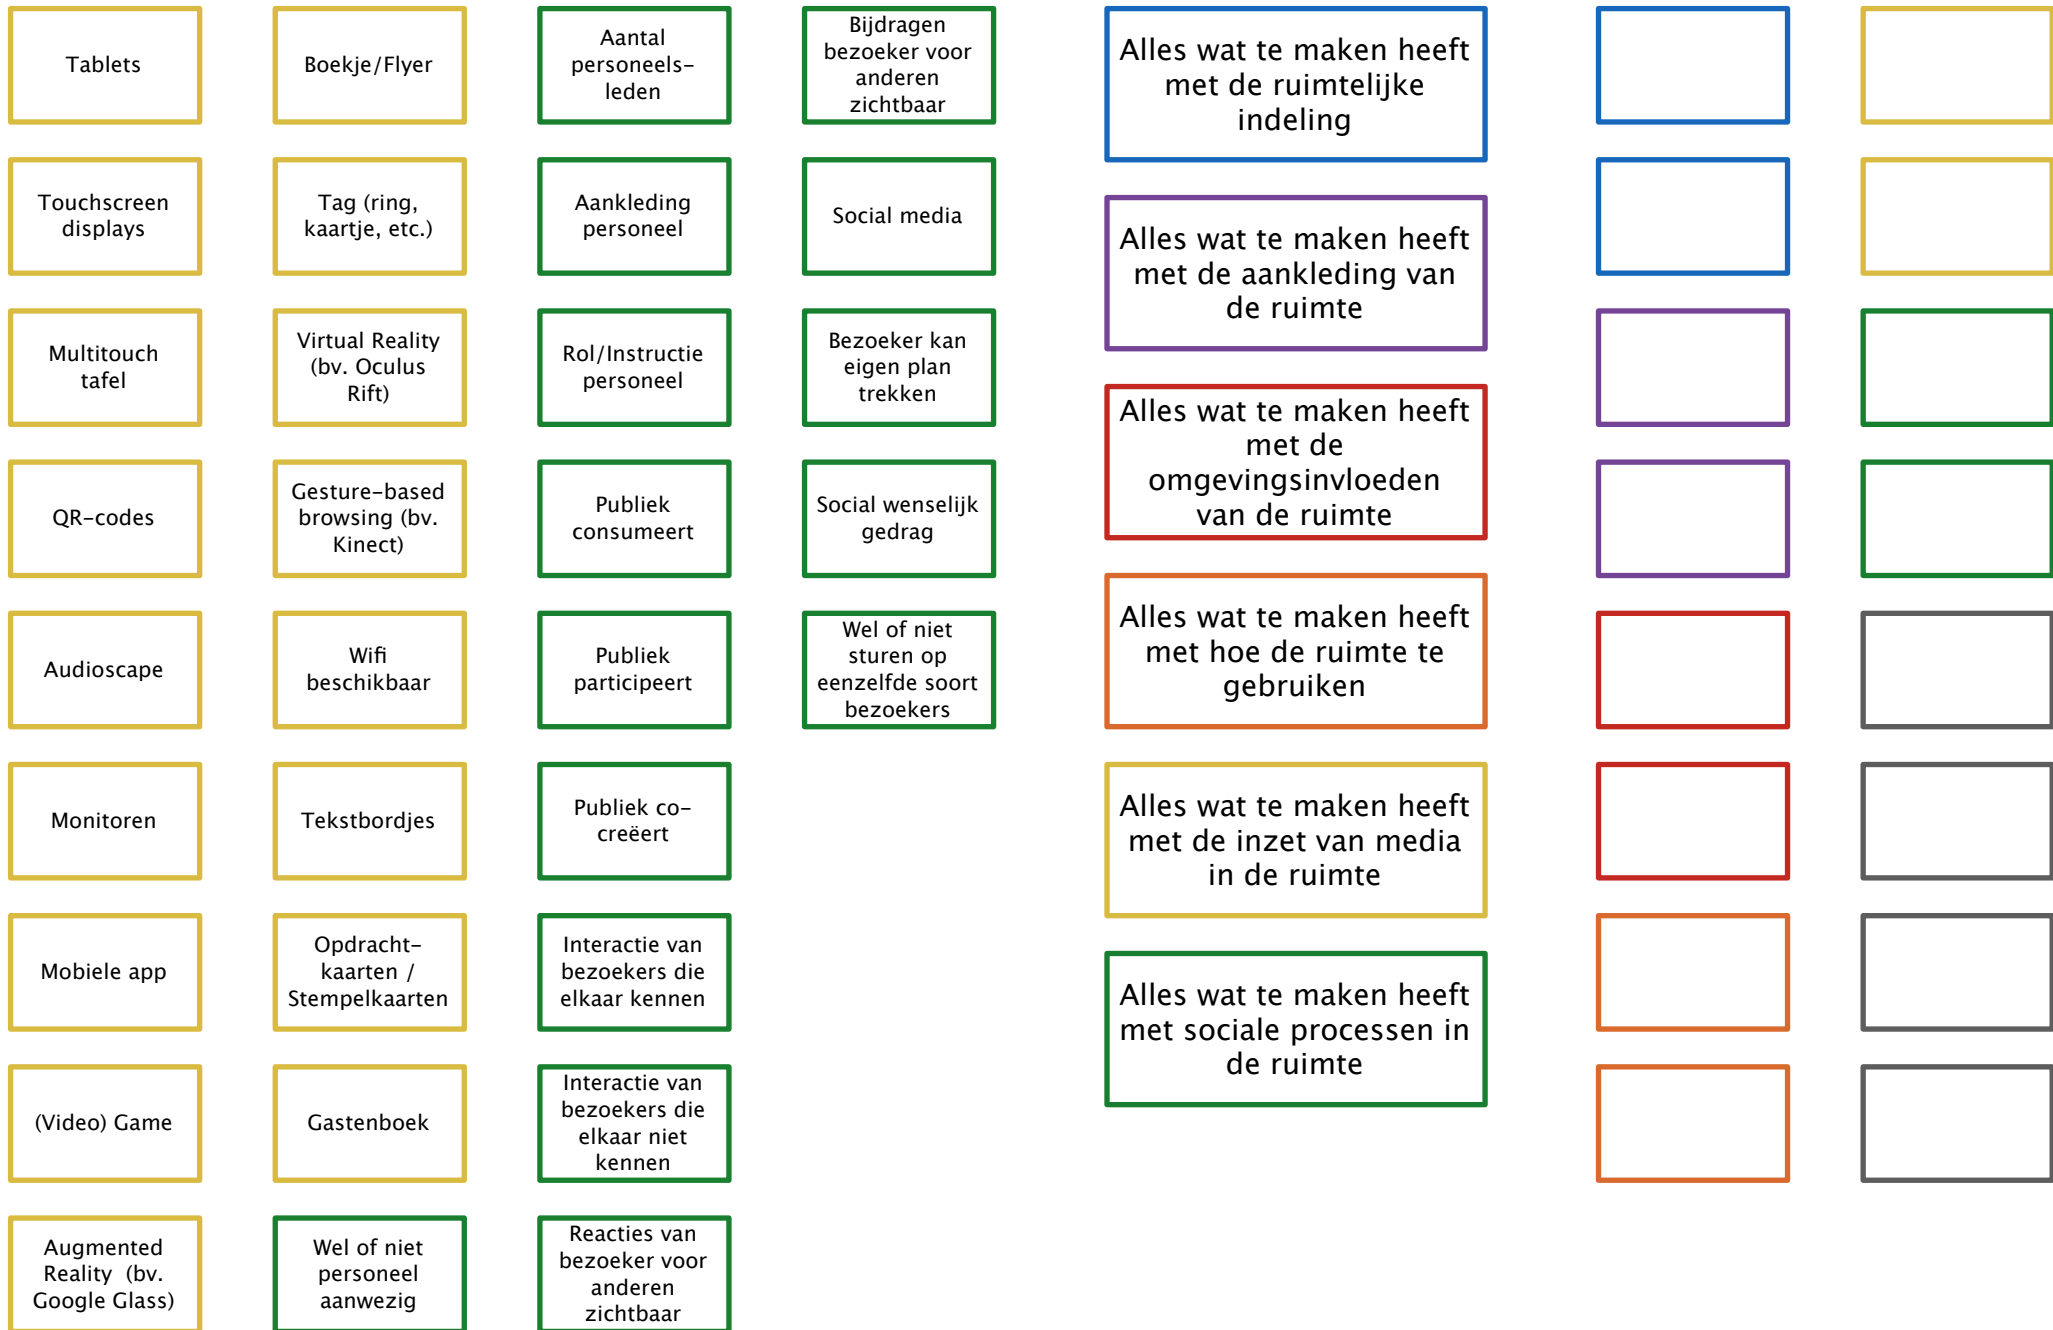 Tablets
Touchscreen
displays
Multitouch
tafel
QR-codes
Audioscape
Monitoren
Mobiele app
(Video) Game
Augmented
Reality (bv.
Google Glass)
Boekje/Flyer
Tag (ring,
kaartje, etc.)
Virtual Reality
(bv. Oculus
Rift)
Gesture-based
browsing (bv.
Kinect)
Wifi
beschikbaar
Tekstbordjes
Opdracht-
kaarten /
Stempelkaarten
Gastenboek
Wel of niet
personeel
aanwezig
Aantal
personeels-
leden
Aankleding
personeel
Rol/Instructie
personeel
Publiek
consumeert
Publiek
participeert
Publiek co-
creëert
Interactie van
bezoekers die
elkaar kennen
Interactie van
bezoekers die
elkaar niet
kennen
Reacties van
bezoeker voor
anderen
zichtbaar
Bijdragen
bezoeker voor
anderen
zichtbaar
Social media
Bezoeker kan
eigen plan
trekken
Social wenselijk
gedrag
Wel of niet
sturen op
eenzelfde soort
bezoekers
Alles wat te maken heeft
met de ruimtelijke
indeling
Alles wat te maken heeft
met de aankleding van
de ruimte
Alles wat te maken heeft
met de
omgevingsinvloeden
van de ruimte
Alles wat te maken heeft
met hoe de ruimte te
gebruiken
Alles wat te maken heeft
met de inzet van media
in de ruimte
Alles wat te maken heeft
met sociale processen in
de ruimte